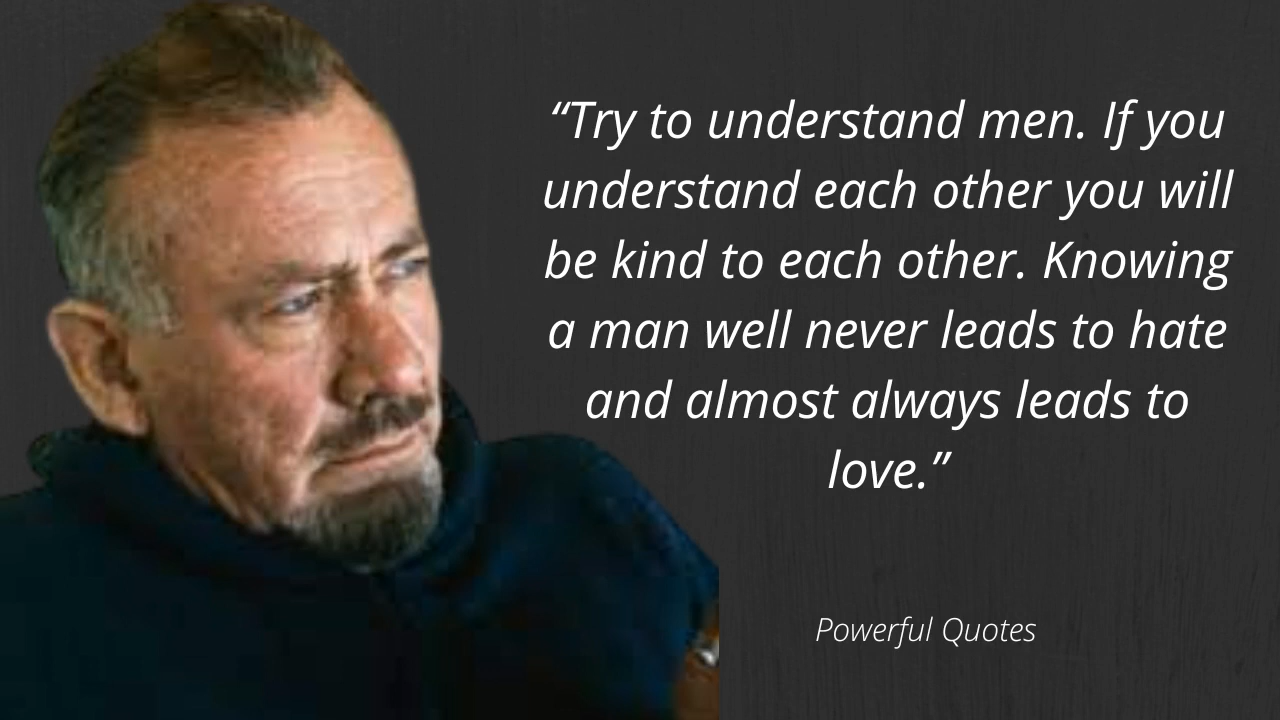 “Try to understand men. If you
understand each other you will
be kind to each other. Knowing
a man well never leads to hate
and almost always leads to
love.”
Powerful Quotes